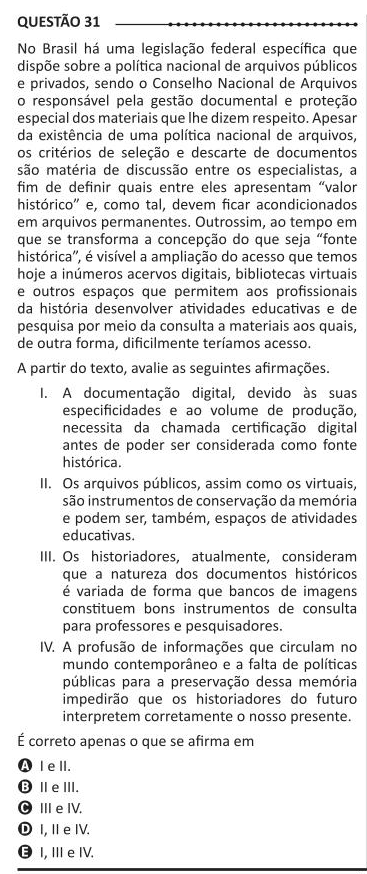 QUESTÃO 31
No Brasil há uma legislação federal específica que
dispõe sobre a política nacional de arquivos públicos
e privados, sendo o Conselho Nacional de Arquivos
o responsável pela gestão documental e proteção
especial dos materiais que lhe dizem respeito. Apesar
da existência de uma política nacional de arquivos,
os critérios de seleção e descarte de documentos
são matéria de discussão entre os especialistas, a
fim de definir quais entre eles apresentam “valor
histórico” e, como tal, devem ficar acondicionados
em arquivos permanentes. Outrossim, ao tempo em
que se transforma a concepção do que seja “fonte
histórica”, é visível a ampliação do acesso que temos
hoje a inúmeros acervos digitais, bibliotecas virtuais
e outros espaços que permitem aos profissionais
da história desenvolver atividades educativas e de
pesquisa por meio da consulta a materiais aos quais,
de outra forma, dificilmente teríamos acesso.
A partir do texto, avalie as seguintes afirmações.
I. A documentação digital, devido às suas
especificidades e ao volume de produção,
necessita da chamada certificação digital
antes de poder ser considerada como fonte
histórica.
II. Os arquivos públicos, assim como os virtuais,
são instrumentos de conservação da memória
e podem ser, também, espaços de atividades
educativas.
III. Os historiadores, atualmente, consideram
que a natureza dos documentos históricos
é variada de forma que bancos de imagens
constituem bons instrumentos de consulta
para professores e pesquisadores.
IV. A profusão de informações que circulam no
mundo contemporâneo e a falta de políticas
públicas para a preservação dessa memória
impedirão que os historiadores do futuro
interpretem corretamente o nosso presente.
É correto apenas o que se afirma em
A I e II.
B II e III.
C III e IV.
D I, II e IV.
E I, III e IV.